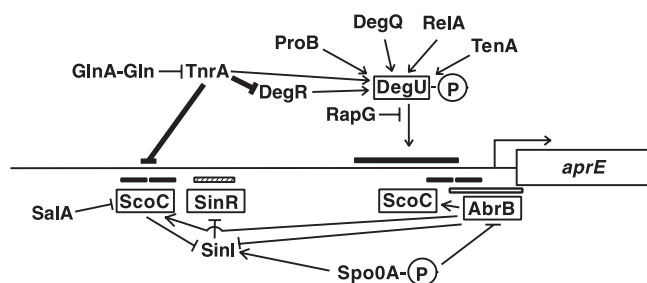 DegQ RelA
ProB TenA
GlnA-Gln TnrA DegR DegU P
RapG
aprE
SalA ScoC SinR ScoC AbrB
SinI Spo0A- P